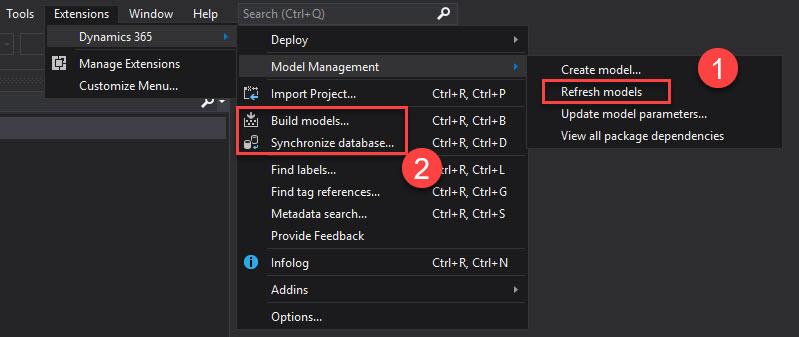 Tools Extensions Window Help Search (Ctrl+Q)
Dynamics 365
Manage Extensions
Customize Menu...
Deploy
Model Management
Import Project... Ctrl+R, Ctrl+P
Build models... Ctrl+R, Ctrl+B
Synchronize database... Ctrl+R, Ctrl+D
2
Find labels... Ctrl+R, Ctrl+L
Find tag references... Ctrl+R, Ctrl+G
Metadata search... Ctrl+R, Ctrl+S
Provide Feedback
Infolog Ctrl+R, Ctrl+N
Addins
Options...
1
Create model...
Refresh models
Update model parameters...
View all package dependencies